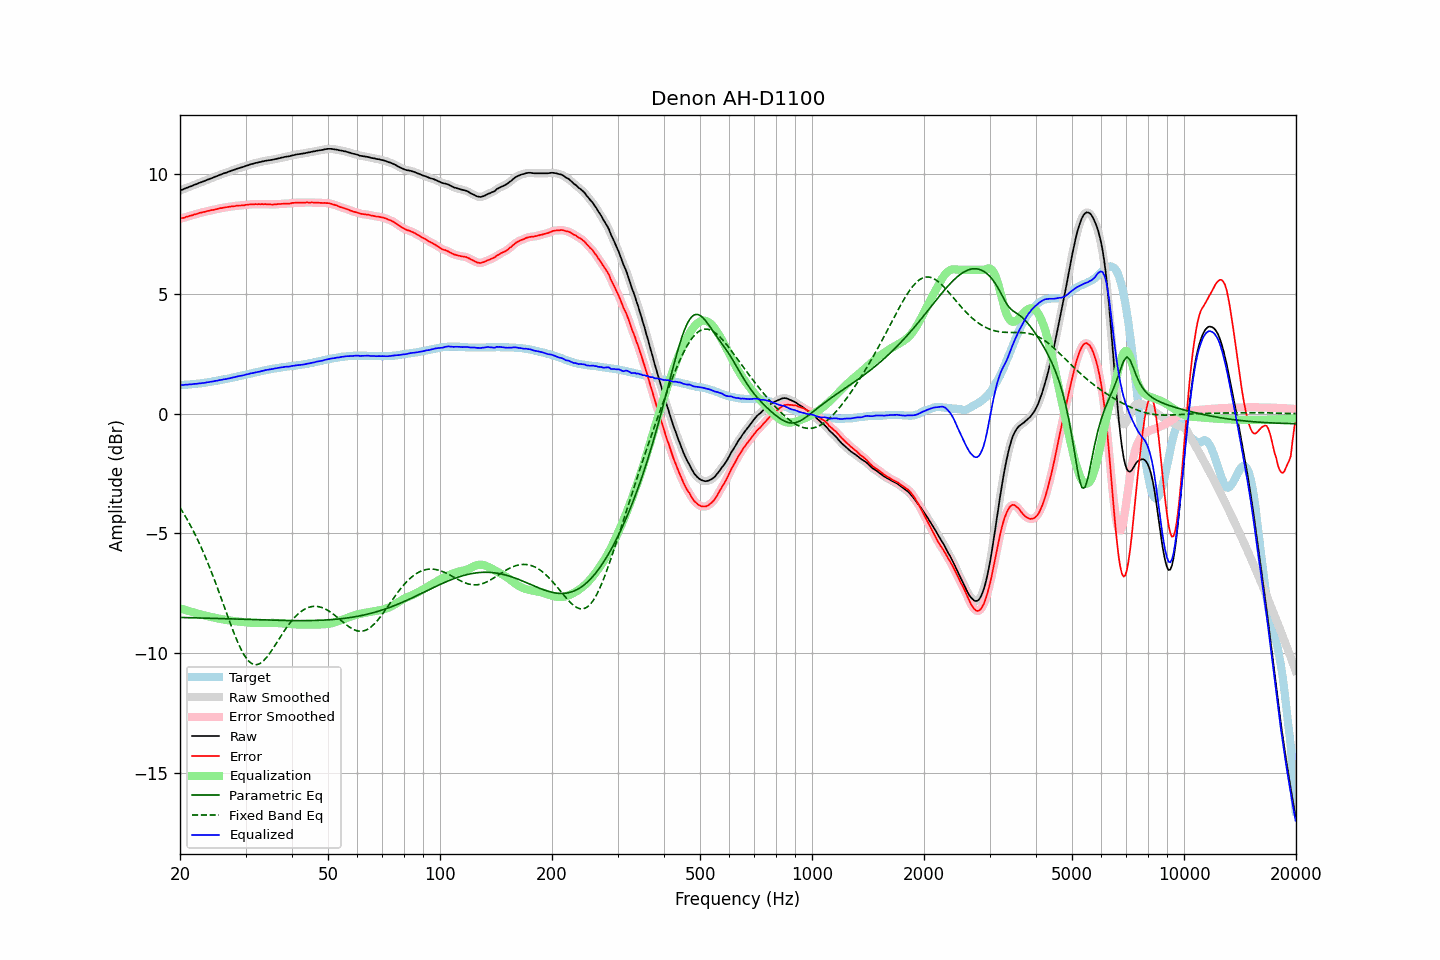 Denon AH-D1100
Amplitude (dBr)
10
5
0
−5
−10
−15
Target
Raw Smoothed
Error Smoothed
Raw
Error
Equalization
Parametric Eq
Fixed Band Eq
Equalized
20 50 100 200 500 1000 2000 5000 10000 20000
Frequency (Hz)